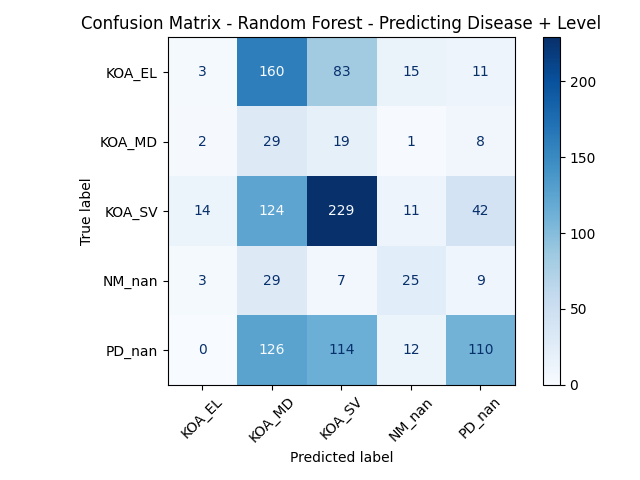 Confusion Matrix - Random Forest - Predicting Disease + Level
KOA_EL 3 160 83 15 11
KOA_MD 2 29 19 1 8
KOA_SV 14 124 229 11 42
NM_nan 3 29 7 25 9
PD_nan 0 126 114 12 110
KOA_EL KOA_MD KOA_SV NM_nan PD_nan
Predicted label
True label
200
150
100
50
0